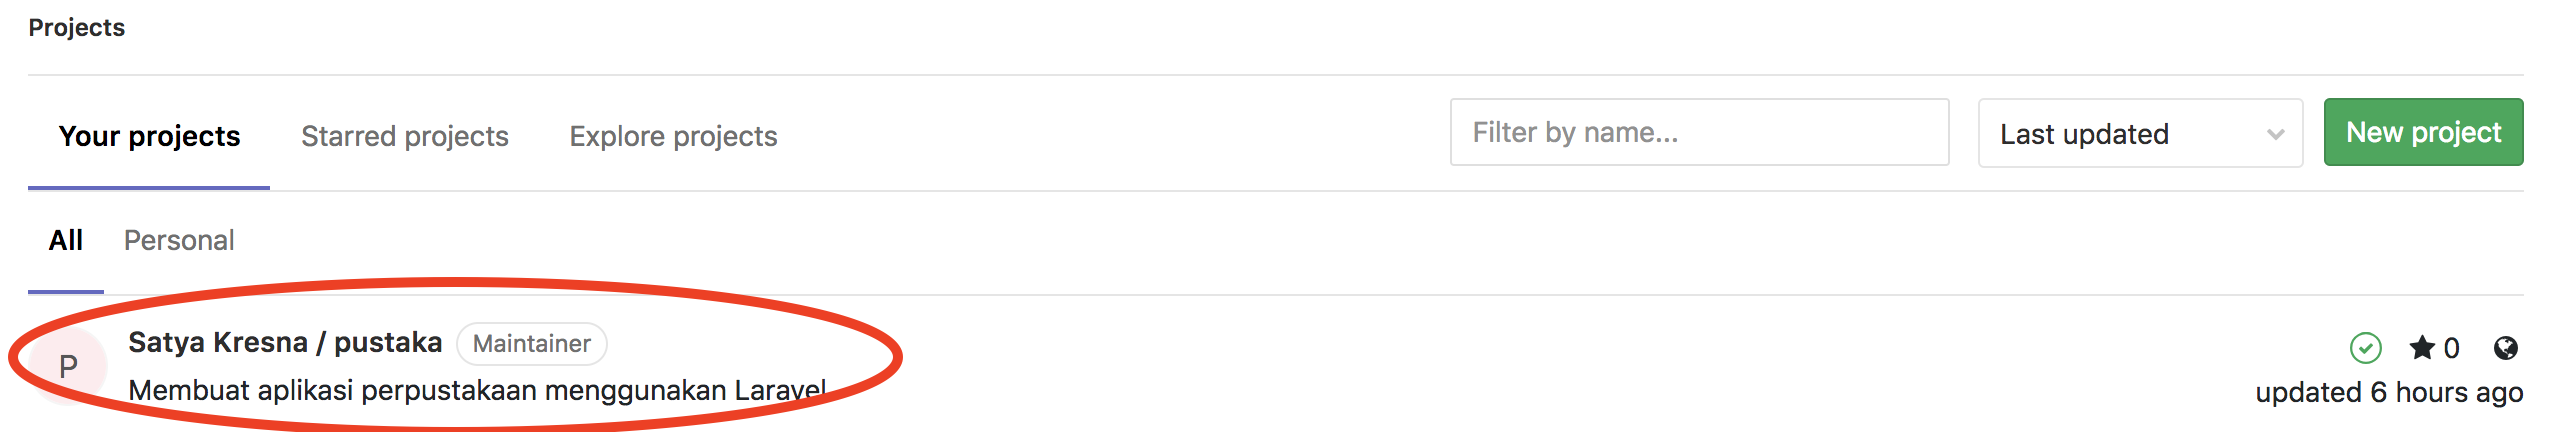 Projects
Your projects Starred projects Explore projects Filter by name... Last updated New project
All Personal
P Satya Kresna / pustaka Maintainer 0
Membuat aplikasi perpustakaan menggunakan Laravel updated 6 hours ago